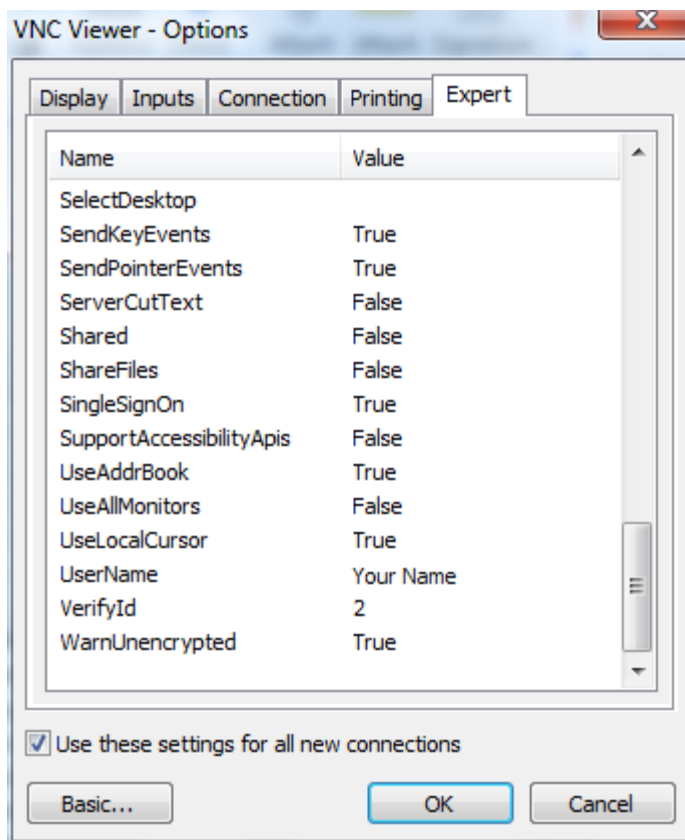 VNC Viewer - Options
Display Inputs Connection Printing Expert
Name Value
SelectDesktop
SendKeyEvents True
SendPointerEvents True
ServerCutText False
Shared False
ShareFiles False
SingleSignOn True
SupportAccessibilityApis False
UseAddrBook True
UseAllMonitors False
UseLocalCursor True
UserName Your Name
VerifyId 2
WarnUnencrypted True
Use these settings for all new connections
Basic... OK Cancel